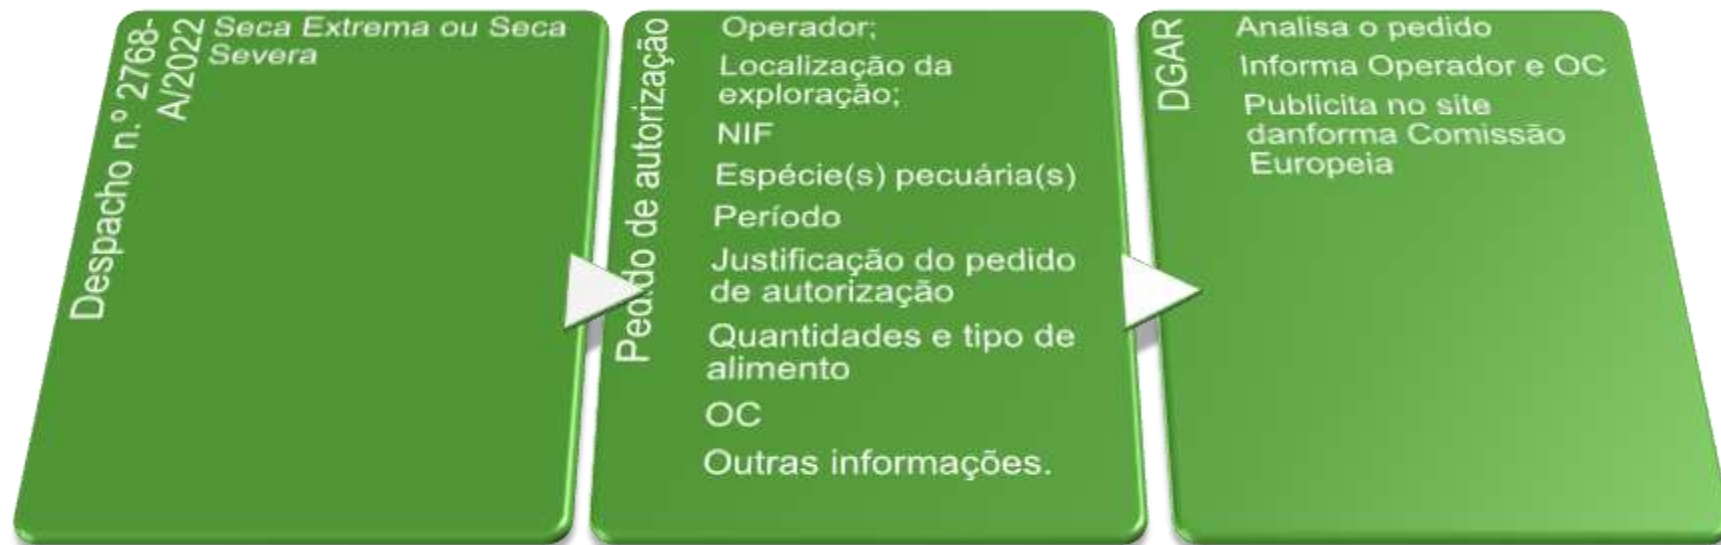 Despacho n.º 2768-
A/2022
Seca Extrema ou Seca
Severa
Pedido de autorização
Operador;
Localização da
exploração;
NIF
Espécie(s) pecuária(s)
Período
Justificação do pedido
de autorização
Quantidades e tipo de
alimento
OC
Outras informações.
DGAR
Analisa o pedido
Informa Operador e OC
Publicita no site
danforma Comissão
Europeia